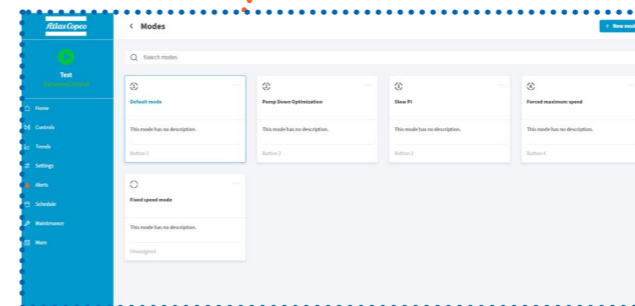 Atlas Copco
< Modes
+ New mod
Search modes
Test
Home
Controls
Trends
Settings
Alerts
Schedule
Maintenance
More
Default mode
This mode has no description.
Button 1
Pump Down Optimization
This mode has no description.
Button 2
Slow PI
This mode has no description.
Button 3
Forced maximum speed
This mode has no description.
Button 4
Fixed speed mode
This mode has no description.
Unassigned